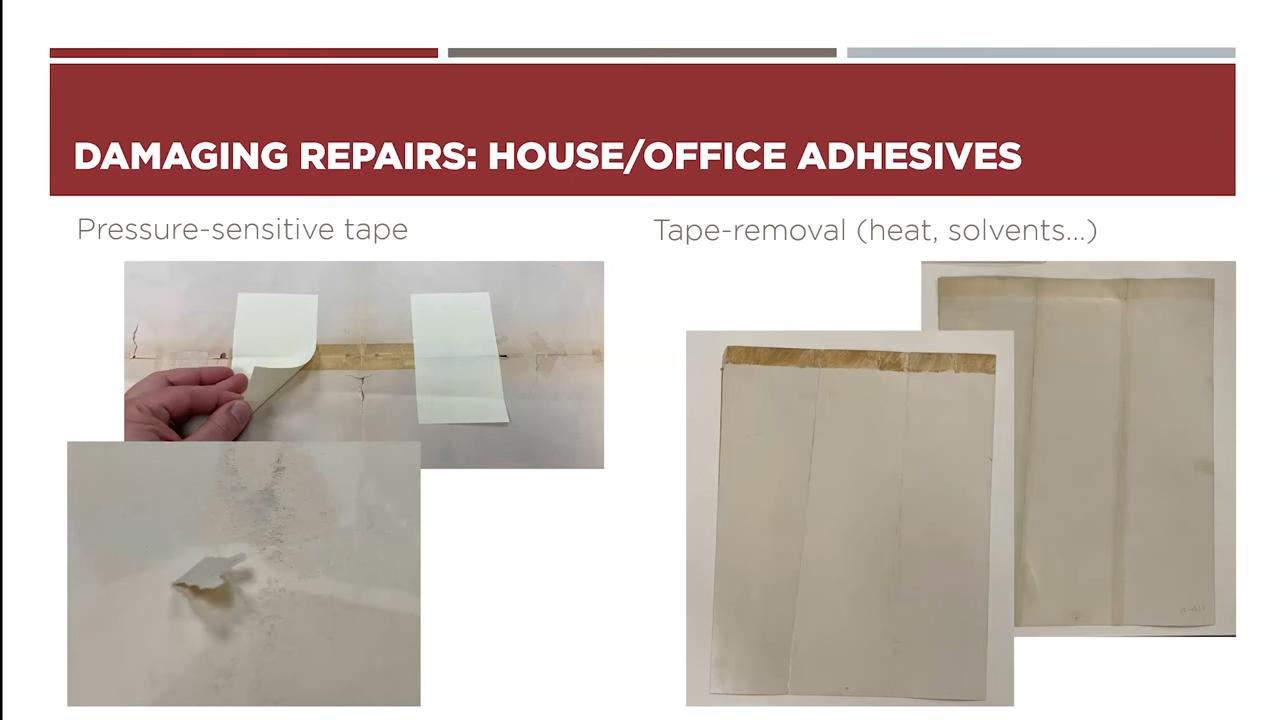 DAMAGING REPAIRS: HOUSE/OFFICE ADHESIVES
Pressure-sensitive tape
Tape-removal (heat, solvents...)